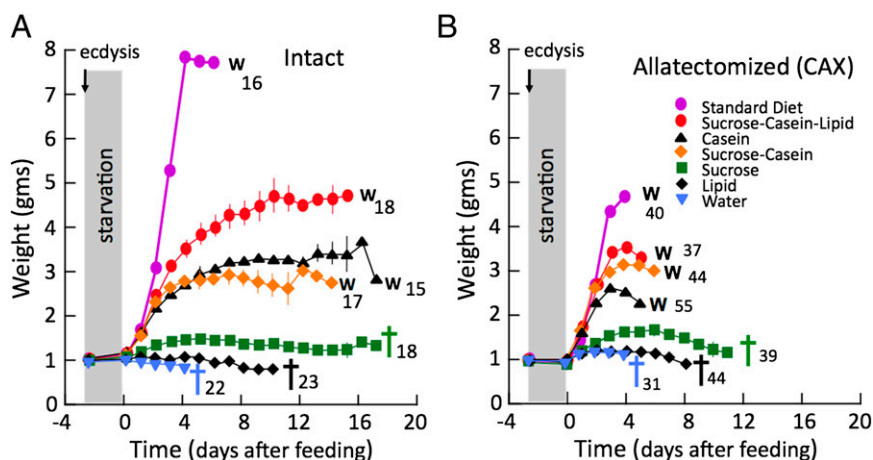 A
ecdysis
Intact
Weight (gms)
8
7
6
5
4
3
2
1
0
starvation
W
16
W
18
W
15
W
17
†
18
†
22
†
23
-4
0
4
8
12
16
20
Time (days after feeding)
B
ecdysis
Allatectomized (CAX)
Standard Diet
Sucrose-Casein-Lipid
Casein
Sucrose-Casein
Sucrose
Lipid
Water
Weight (gms)
8
7
6
5
4
3
2
1
0
starvation
W
40
W
37
W
44
W
55
†
39
†
31
†
44
-4
0
4
8
12
16
20
Time (days after feeding)